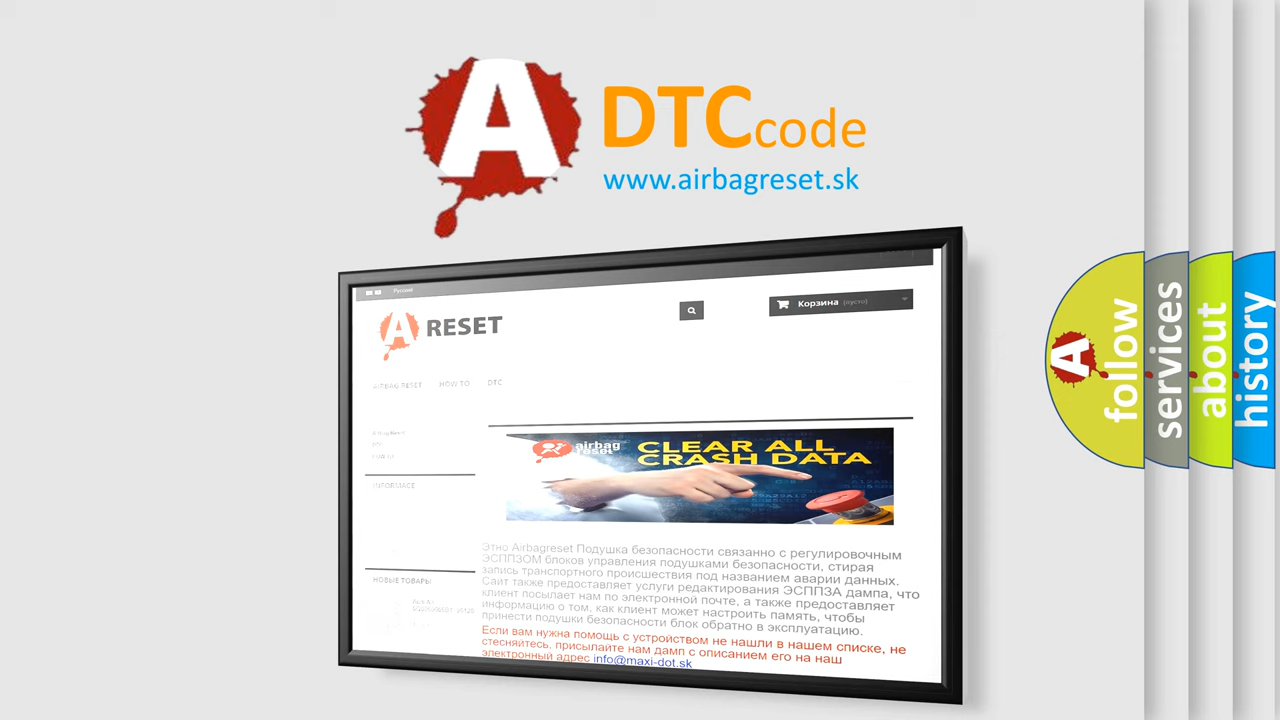 A
DTCcode
www.airbagreset.sk
Русский
A RESET
Корзина (пусто)
AIRBAG RESET HOW TO DTC
Airbag Reset
DTC
INFORMACE
airbag reset
CLEAR ALL
CRASH DATA
Этно Airbagreset Подушка безопасности связанно с регулировочным
ЭСППЗОМ блоков управления подушками безопасности, стирая
запись транспортного происшествия под названием аварии данных.
Сайт также предоставляет услуги редактирования ЭСППЗА дампа, что
клиент посылает нам по электронной почте, а также предоставляет
информацию о том, как клиент может настроить память, чтобы
принести подушки безопасности блок обратно в эксплуатацию.
Если вам нужна помощь с устройством не нашли в нашем списке, не
стесняйтесь, присылайте нам дамп с описанием его на наш
электронный адрес info@maxi-dot.sk
НОВЫЕ ТОВАРЫ
A
follow
services
about
history